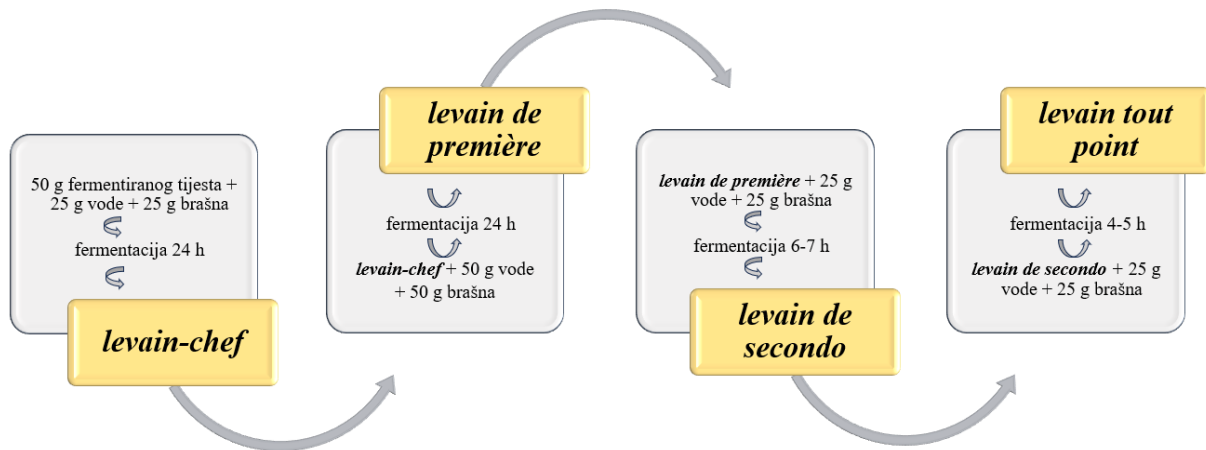 50 g fermentiranog tijesta +
25 g vode + 25 g brašna
fermentacija 24 h
levain-chef
levain de
première
fermentacija 24 h
levain-chef + 50 g vode
+ 50 g brašna
levain de première + 25 g
vode + 25 g brašna
fermentacija 6-7 h
levain de
secondo
levain tout
point
fermentacija 4-5 h
levain de secondo + 25 g
vode + 25 g brašna